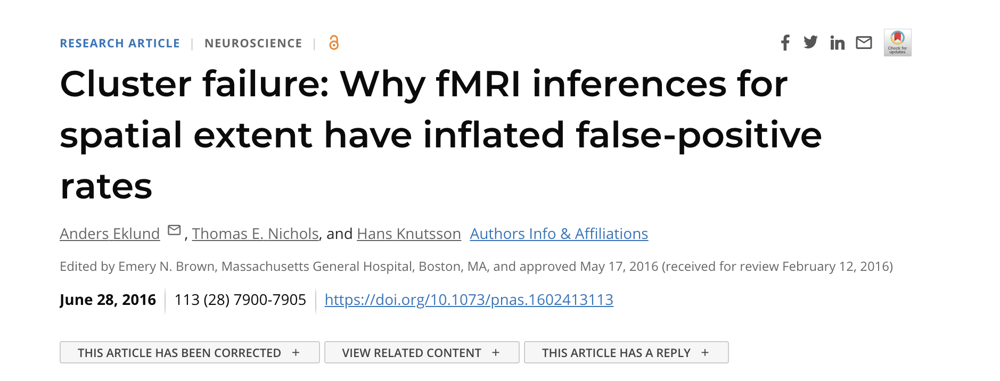 RESEARCH ARTICLE | NEUROSCIENCE |
Check for
updates
Cluster failure: Why fMRI inferences for
spatial extent have inflated false-positive
rates
Anders Eklund , Thomas E. Nichols, and Hans Knutsson Authors Info & Affiliations
Edited by Emery N. Brown, Massachusetts General Hospital, Boston, MA, and approved May 17, 2016 (received for review February 12, 2016)
June 28, 2016 | 113 (28) 7900-7905 | https://doi.org/10.1073/pnas.1602413113
THIS ARTICLE HAS BEEN CORRECTED + VIEW RELATED CONTENT + THIS ARTICLE HAS A REPLY +